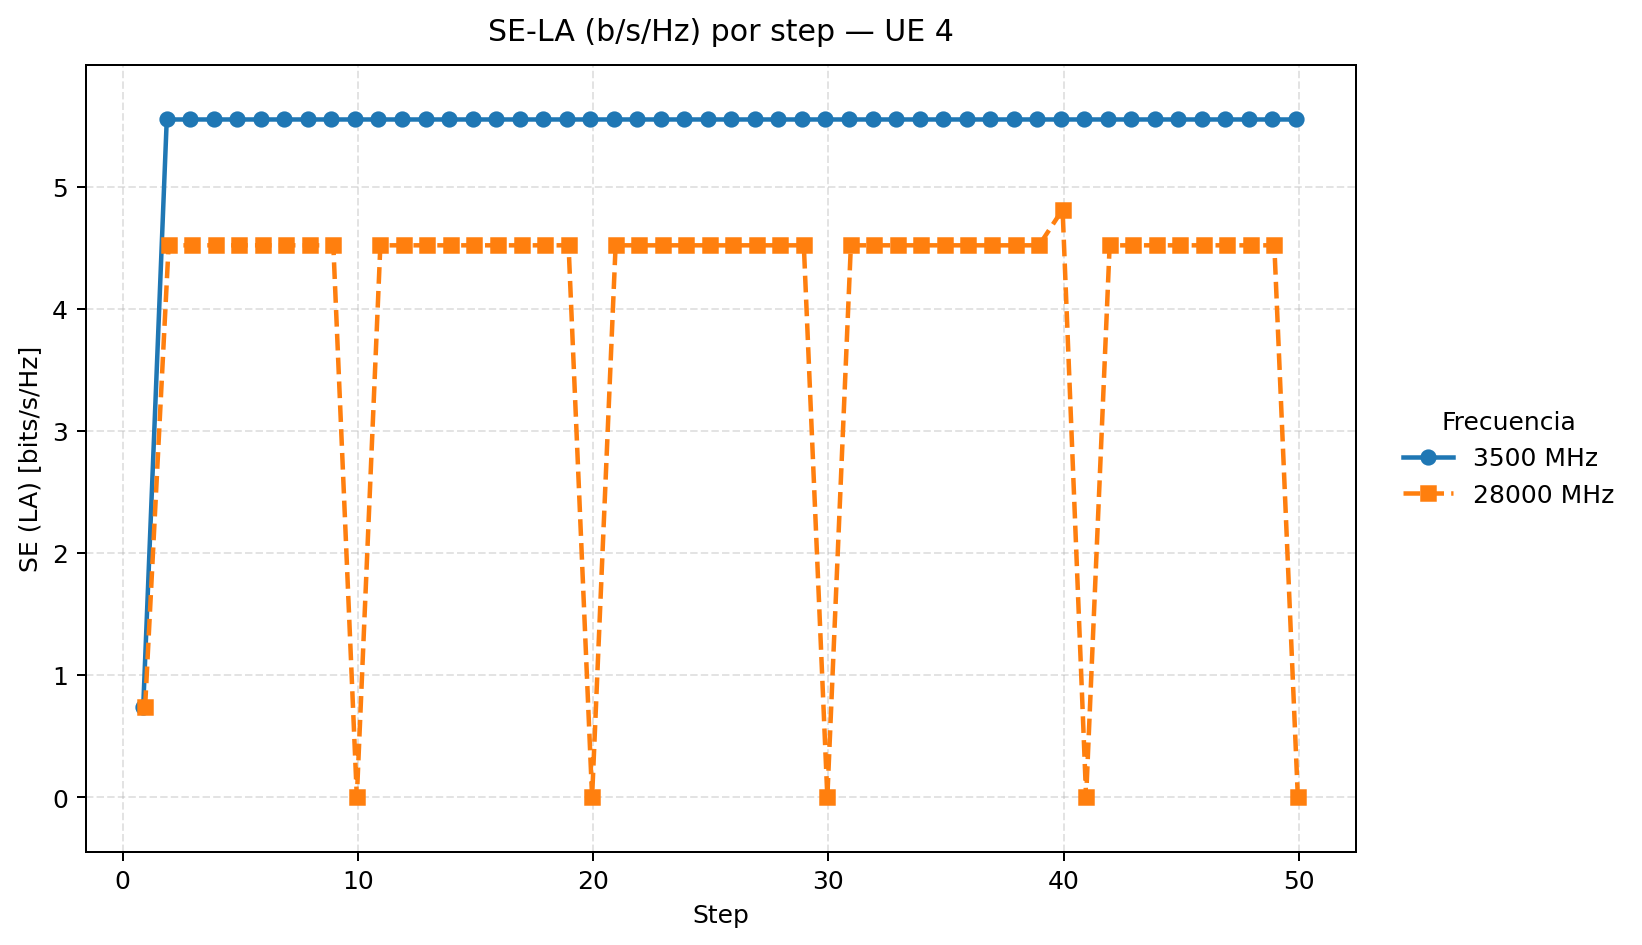 SE-LA (b/s/Hz) por step — UE 4
SE (LA) [bits/s/Hz]
5
4
3
2
1
0
0 10 20 30 40 50
Step
Frecuencia
3500 MHz
28000 MHz